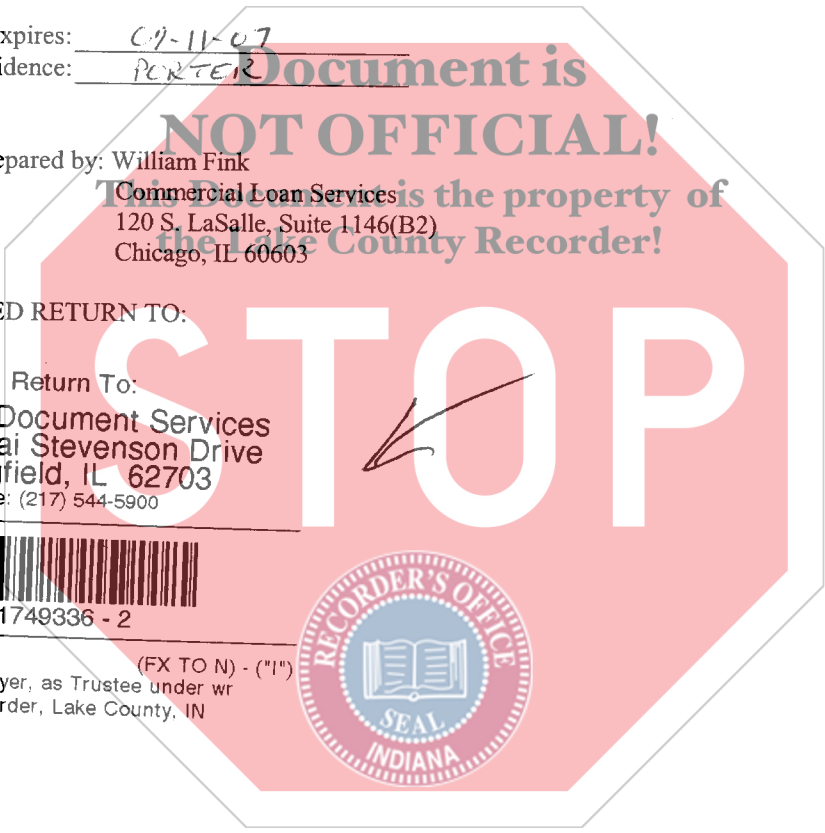 xpires: 09-11-07
idence: PORTER
Document is
NOT OFFICIAL!
epared by: William Fink
This Document is the property of
Commercial Loan Services
120 S. LaSalle, Suite 1146(B2)
the Lake County Recorder!
Chicago, IL 60603
ED RETURN TO:
STOP
Return To:
Document Services
ai Stevenson Drive
field, IL 62703
e: (217) 544-5900
1749336 - 2
(FX TO N) - ("I")
yer, as Trustee under wr
rder, Lake County, IN
RECORDER'S OFFICE
SEAL
INDIANA